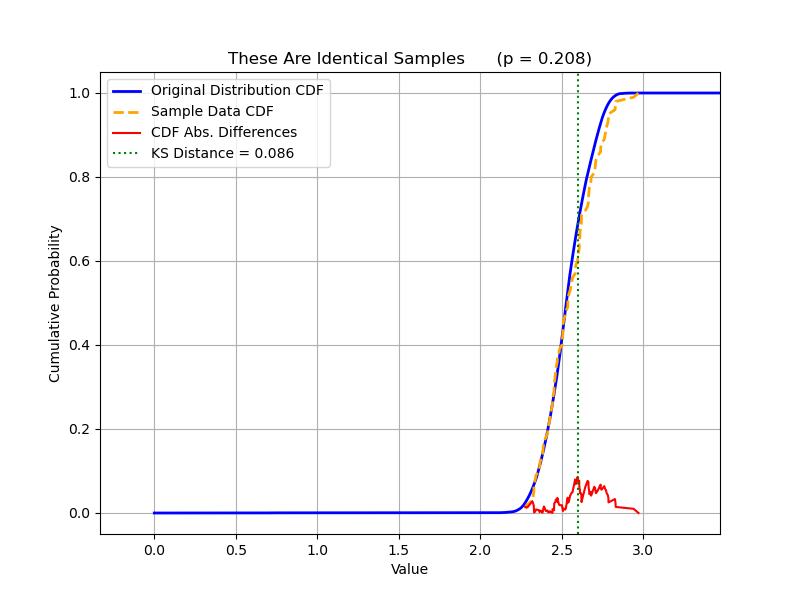 These Are Identical Samples (p = 0.208)
Original Distribution CDF
Sample Data CDF
CDF Abs. Differences
KS Distance = 0.086
1.0
0.8
0.6
0.4
0.2
0.0
Cumulative Probability
0.0 0.5 1.0 1.5 2.0 2.5 3.0
Value